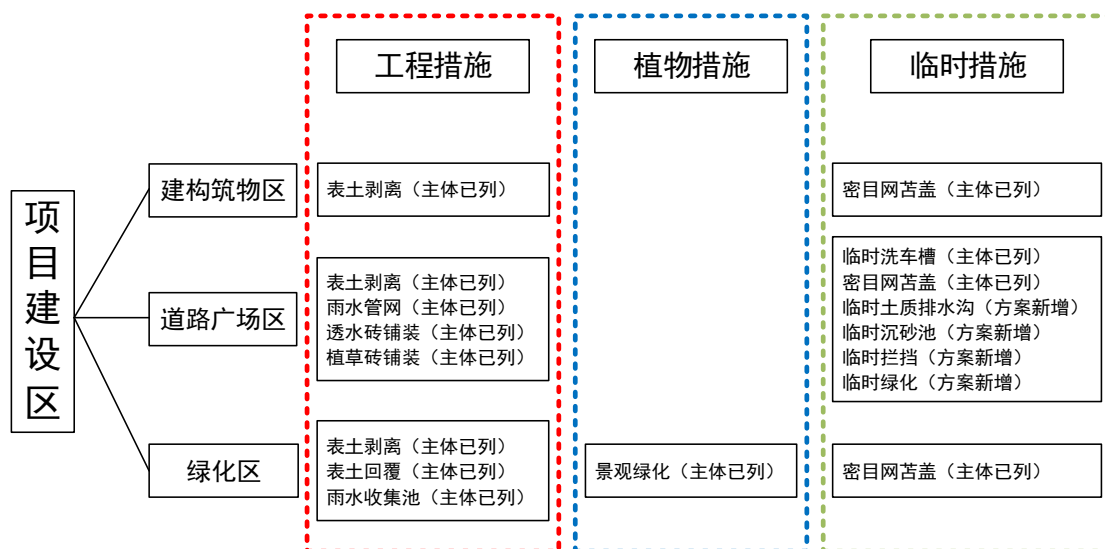 工程措施
植物措施
临时措施
项目建设区
建构筑物区
表土剥离（主体已列）
密目网苫盖（主体已列）
道路广场区
表土剥离（主体已列）
雨水管网（主体已列）
透水砖铺装（主体已列）
植草砖铺装（主体已列）
临时洗车槽（主体已列）
密目网苫盖（主体已列）
临时土质排水沟（方案新增）
临时沉砂池（方案新增）
临时拦挡（方案新增）
临时绿化（方案新增）
绿化区
表土剥离（主体已列）
表土回覆（主体已列）
雨水收集池（主体已列）
景观绿化（主体已列）
密目网苫盖（主体已列）